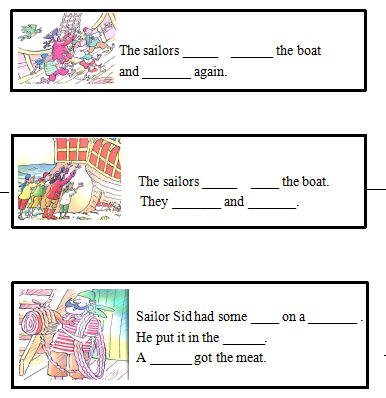 The sailors _____ ______ the boat
and _______ again.
The sailors _____ ____ the boat.
They _______ and _______.
Sailor Sid had some ____ on a _______ .
He put it in the ______.
A ______ got the meat.